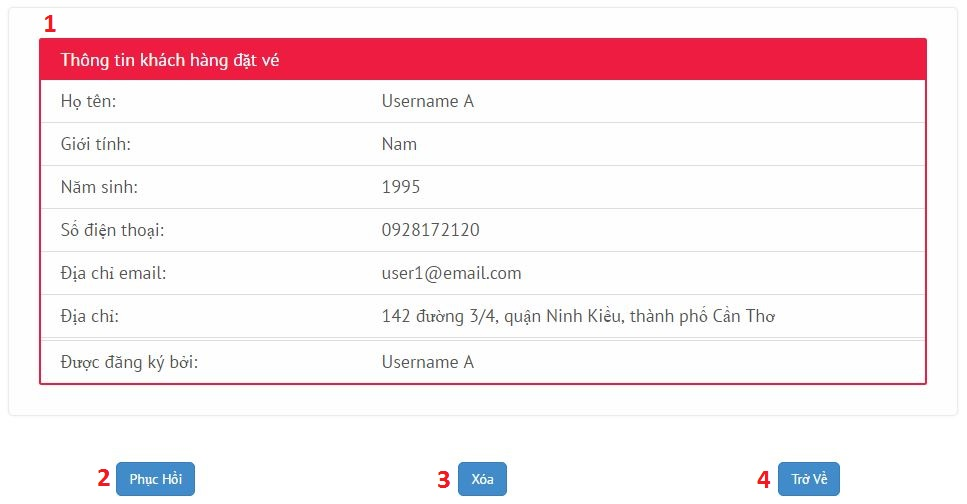 1
Thông tin khách hàng đặt vé
Họ tên: Username A
Giới tính: Nam
Năm sinh: 1995
Số điện thoại: 0928172120
Địa chỉ email: user1@email.com
Địa chỉ: 142 đường 3/4, quận Ninh Kiều, thành phố Cần Thơ
Được đăng ký bởi: Username A
2 Phục Hồi 3 Xóa 4 Trở Về